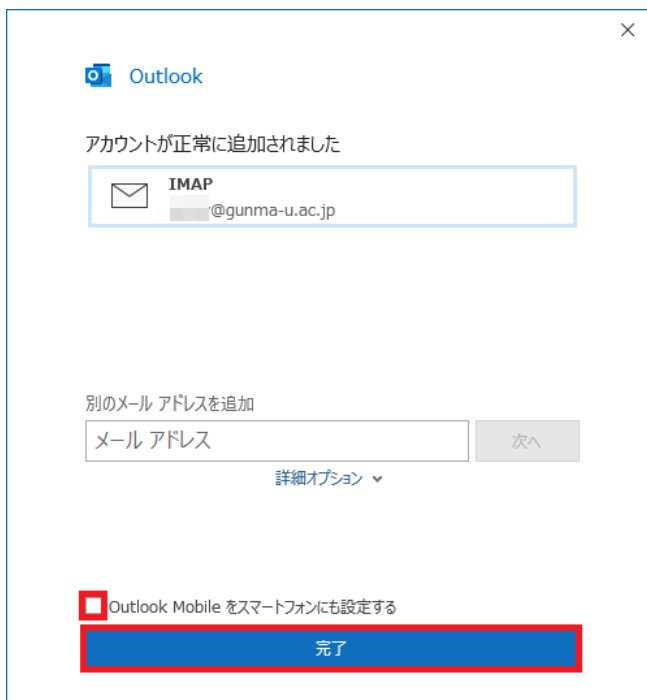 Outlook
アカウントが正常に追加されました
IMAP
@gunma-u.ac.jp
別のメール アドレスを追加
メール アドレス
次へ
詳細オプション
Outlook Mobile をスマートフォンにも設定する
完了